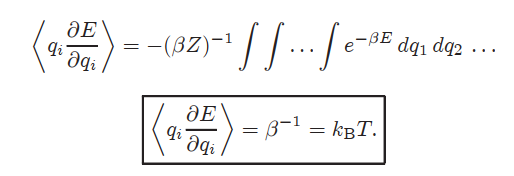 ⟨q_i ∂E/∂q_i⟩ = −(βZ)^{−1} ∫ ∫ … ∫ e^{−βE} dq_1 dq_2 …
⟨q_i ∂E/∂q_i⟩ = β^{−1} = k_B T.